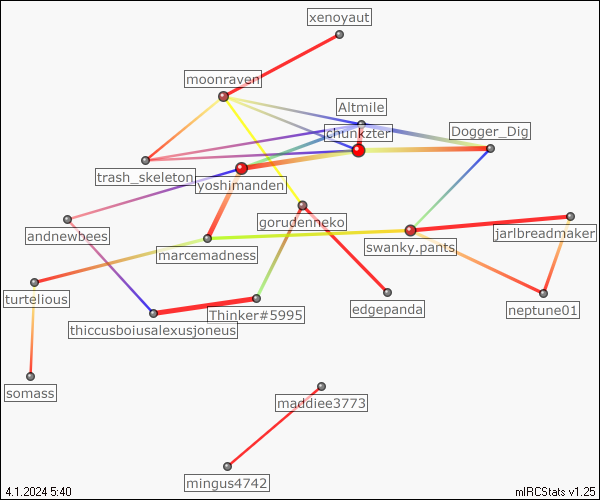 xenoyaut
moonraven
Altmile
chunkzter
Dogger_Dig
trash_skeleton
yoshimanden
gorudenneko
andnewbees
jarlbreadmaker
swanky.pants
marcemadness
turtelious
edgepanda
neptune01
Thinker#5995
thiccusboiusalexusjoneus
somass
maddiee3773
mingus4742
4.1.2024 5:40
mIRCStats v1.25